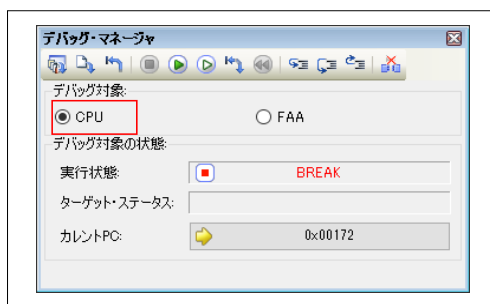 デバッグ・マネージャ
デバッグ対象:
CPU
FAA
デバッグ対象の状態:
実行状態:
BREAK
ターゲット・ステータス:
カレントPC:
0x00172